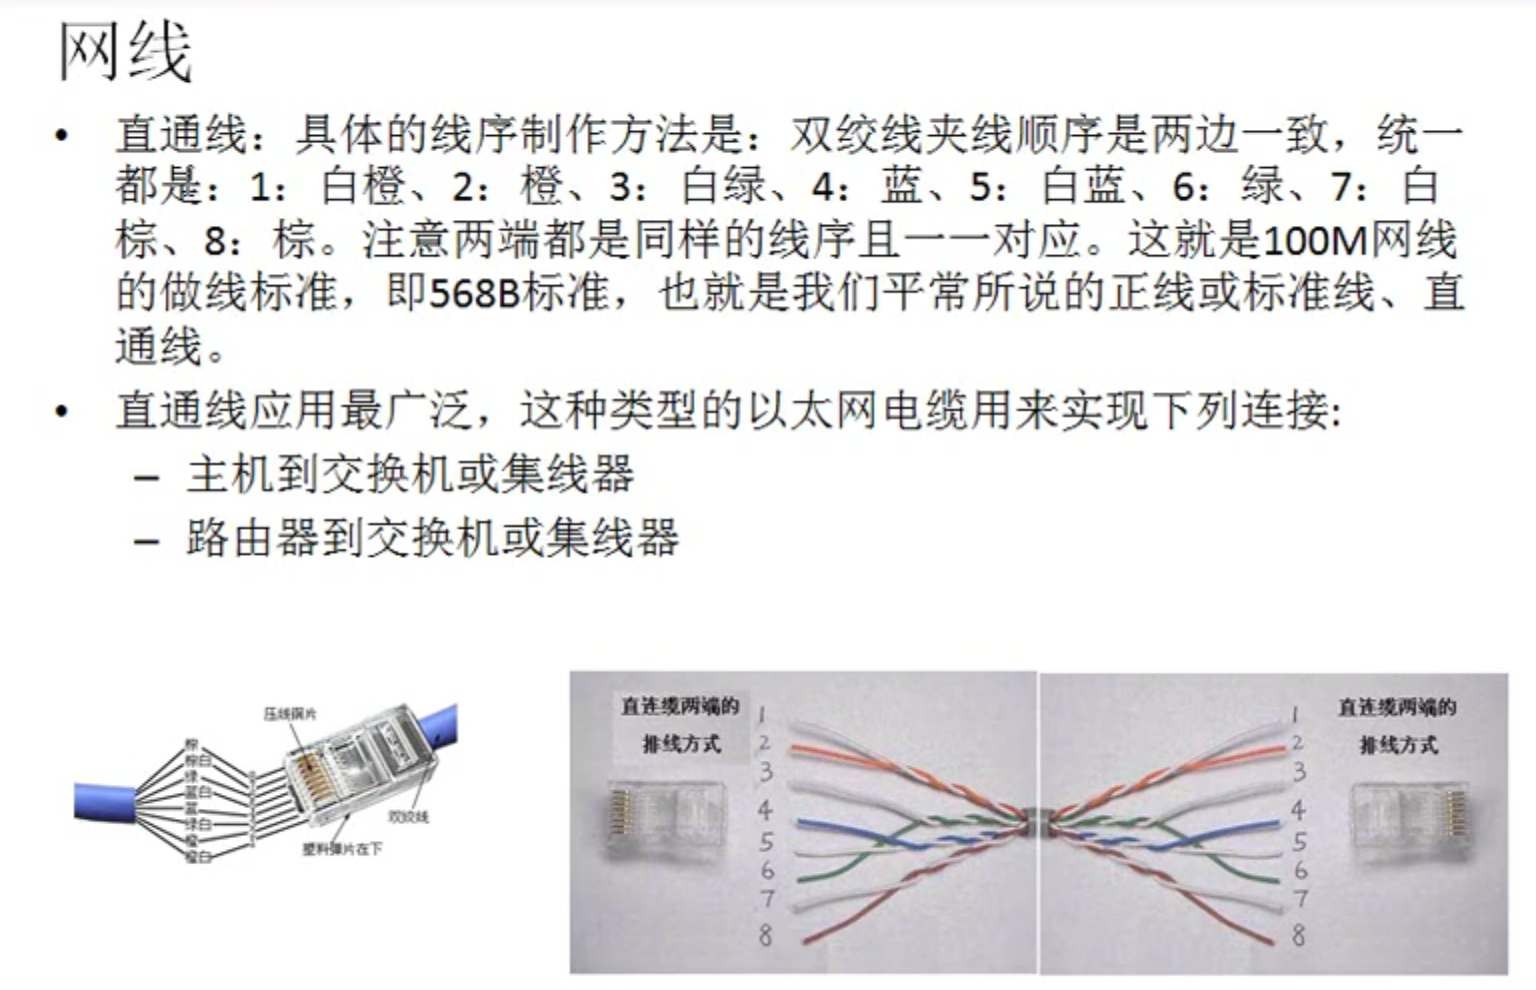 网线
• 直通线：具体的线序制作方法是：双绞线夹线顺序是两边一致，统一
都是：1：白橙、2：橙、3：白绿、4：蓝、5：白蓝、6：绿、7：白
棕、8：棕。注意两端都是同样的线序且一一对应。这就是100M网线
的做线标准，即568B标准，也就是我们平常所说的正线或标准线、直
通线。
• 直通线应用最广泛，这种类型的以太网电缆用来实现下列连接:
– 主机到交换机或集线器
– 路由器到交换机或集线器
压线铜片
棕
棕白
绿
蓝白
蓝
绿白
橙
橙白
双绞线
塑料弹片在下
直连缆两端的
排线方式
1
2
3
4
5
6
7
8
1
2
3
4
5
6
7
8
直连缆两端的
排线方式